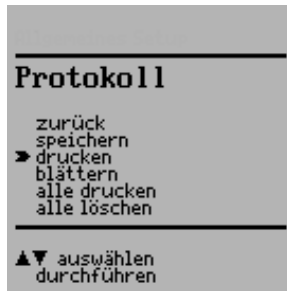 Protokoll
zurück
speichern
drucken
blättern
alle drucken
alle löschen
▲▼ auswählen
durchführen